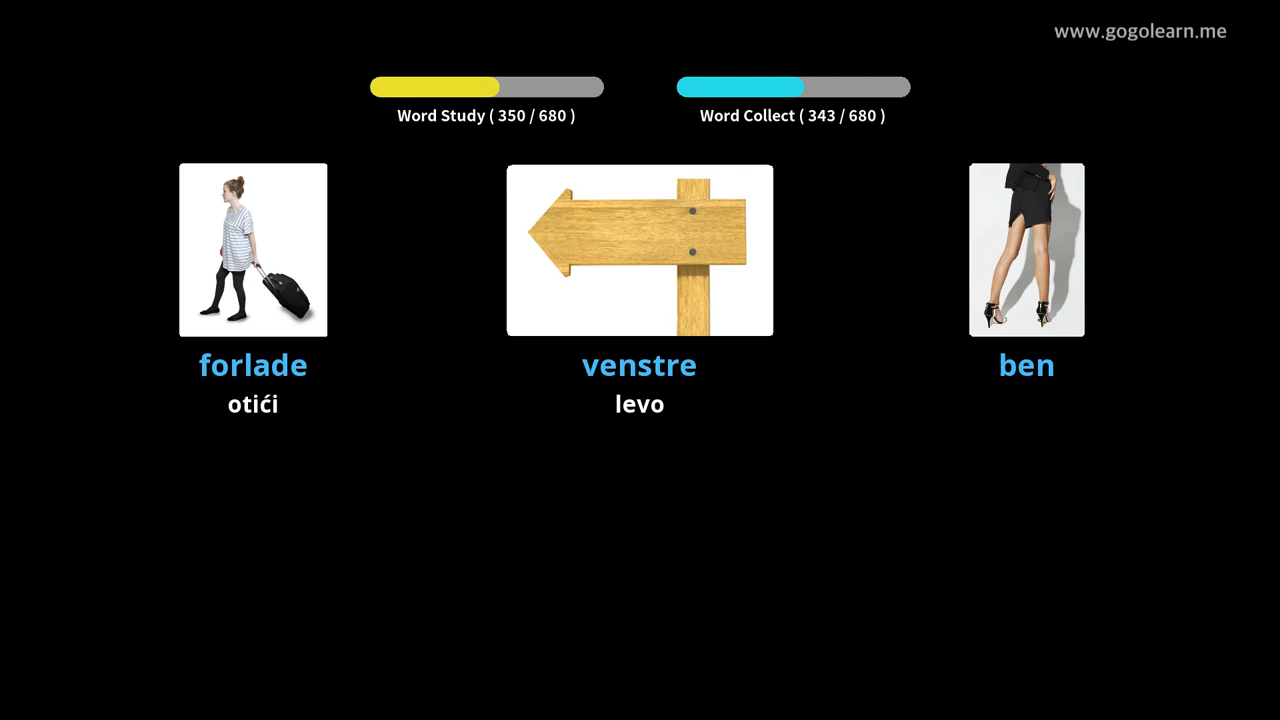 www.gogolearn.me
Word Study ( 350 / 680 )
Word Collect ( 343 / 680 )
forlade
venstre
ben
otići
levo